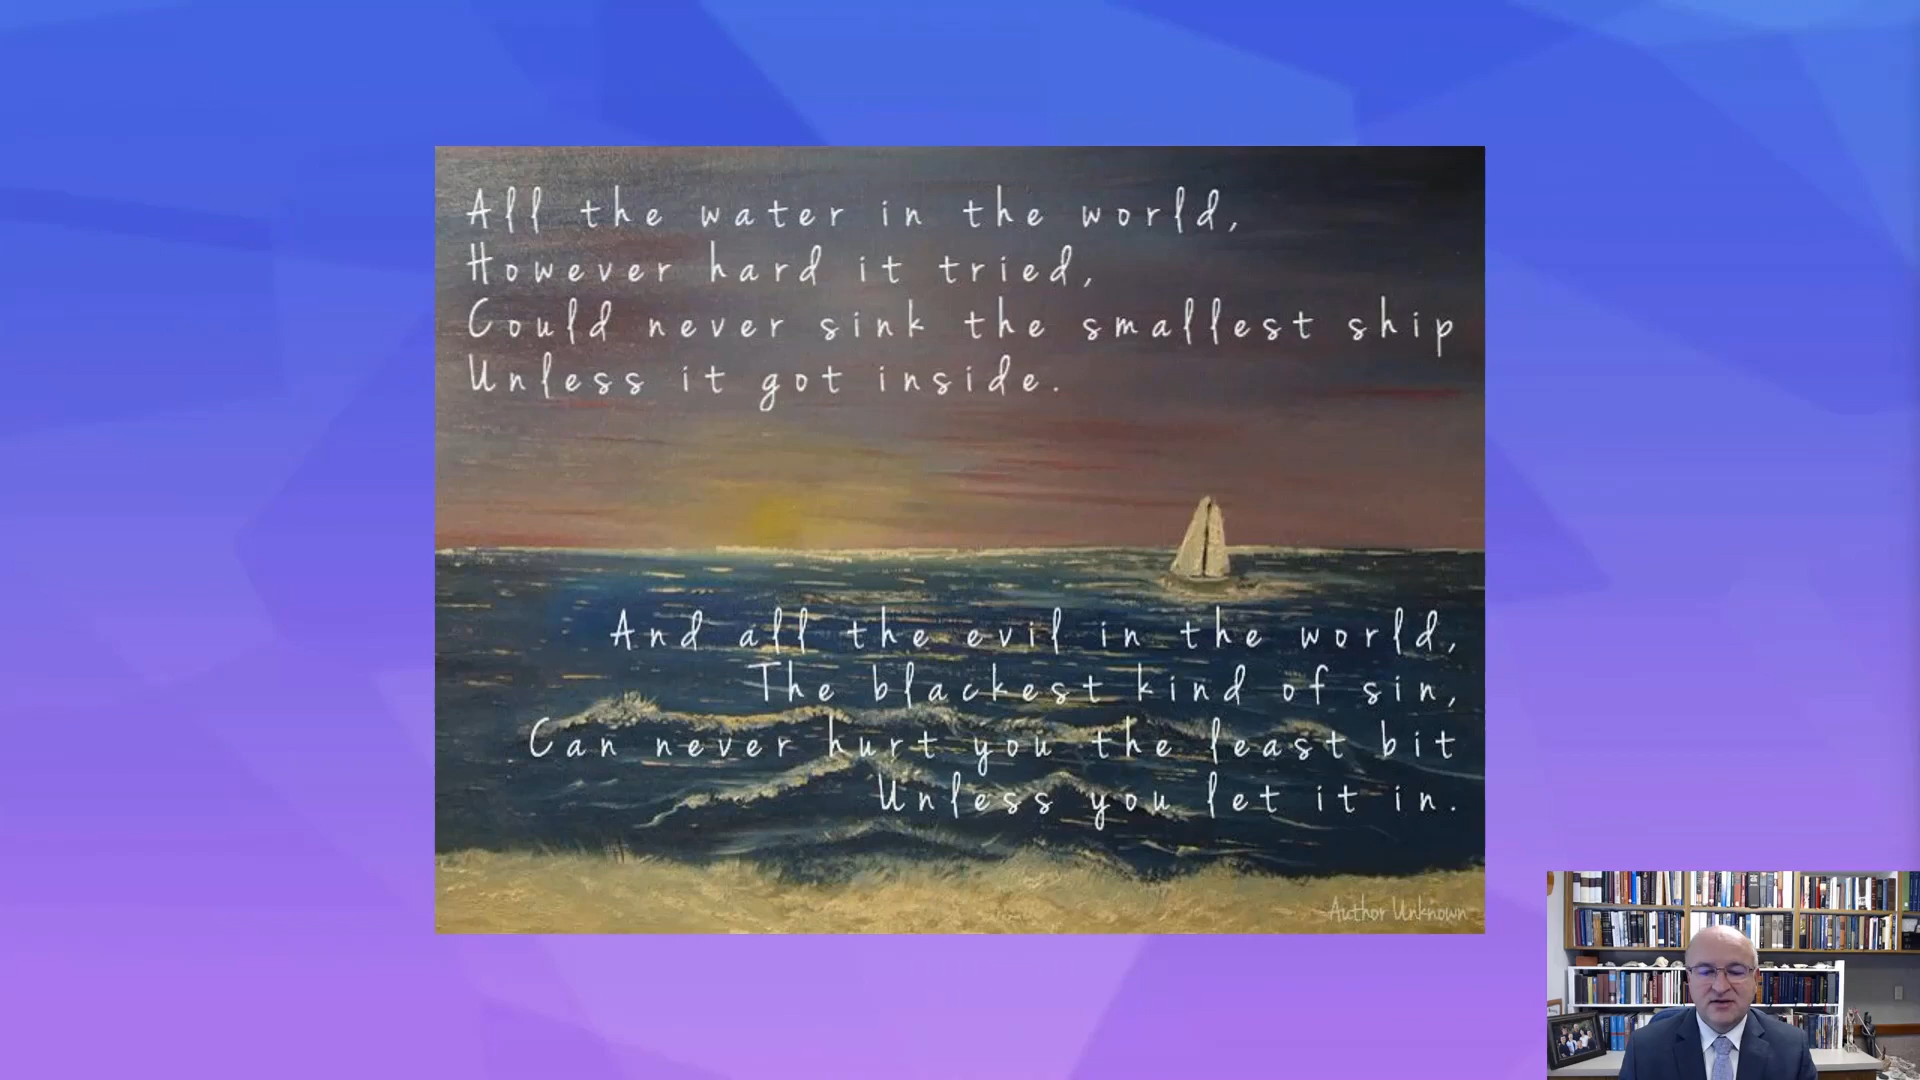 All the water in the world,
However hard it tried,
Could never sink the smallest ship
Unless it got inside.
And all the evil in the world,
The blackest kind of sin,
Can never hurt you the least bit
Unless you let it in.
Author Unknown